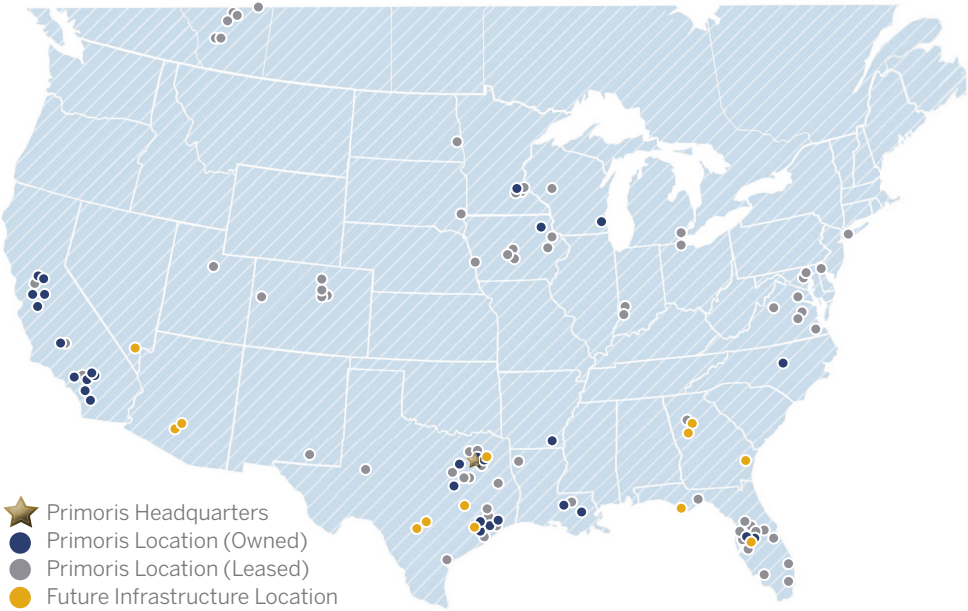 Primoris Headquarters
Primoris Location (Owned)
Primoris Location (Leased)
Future Infrastructure Location